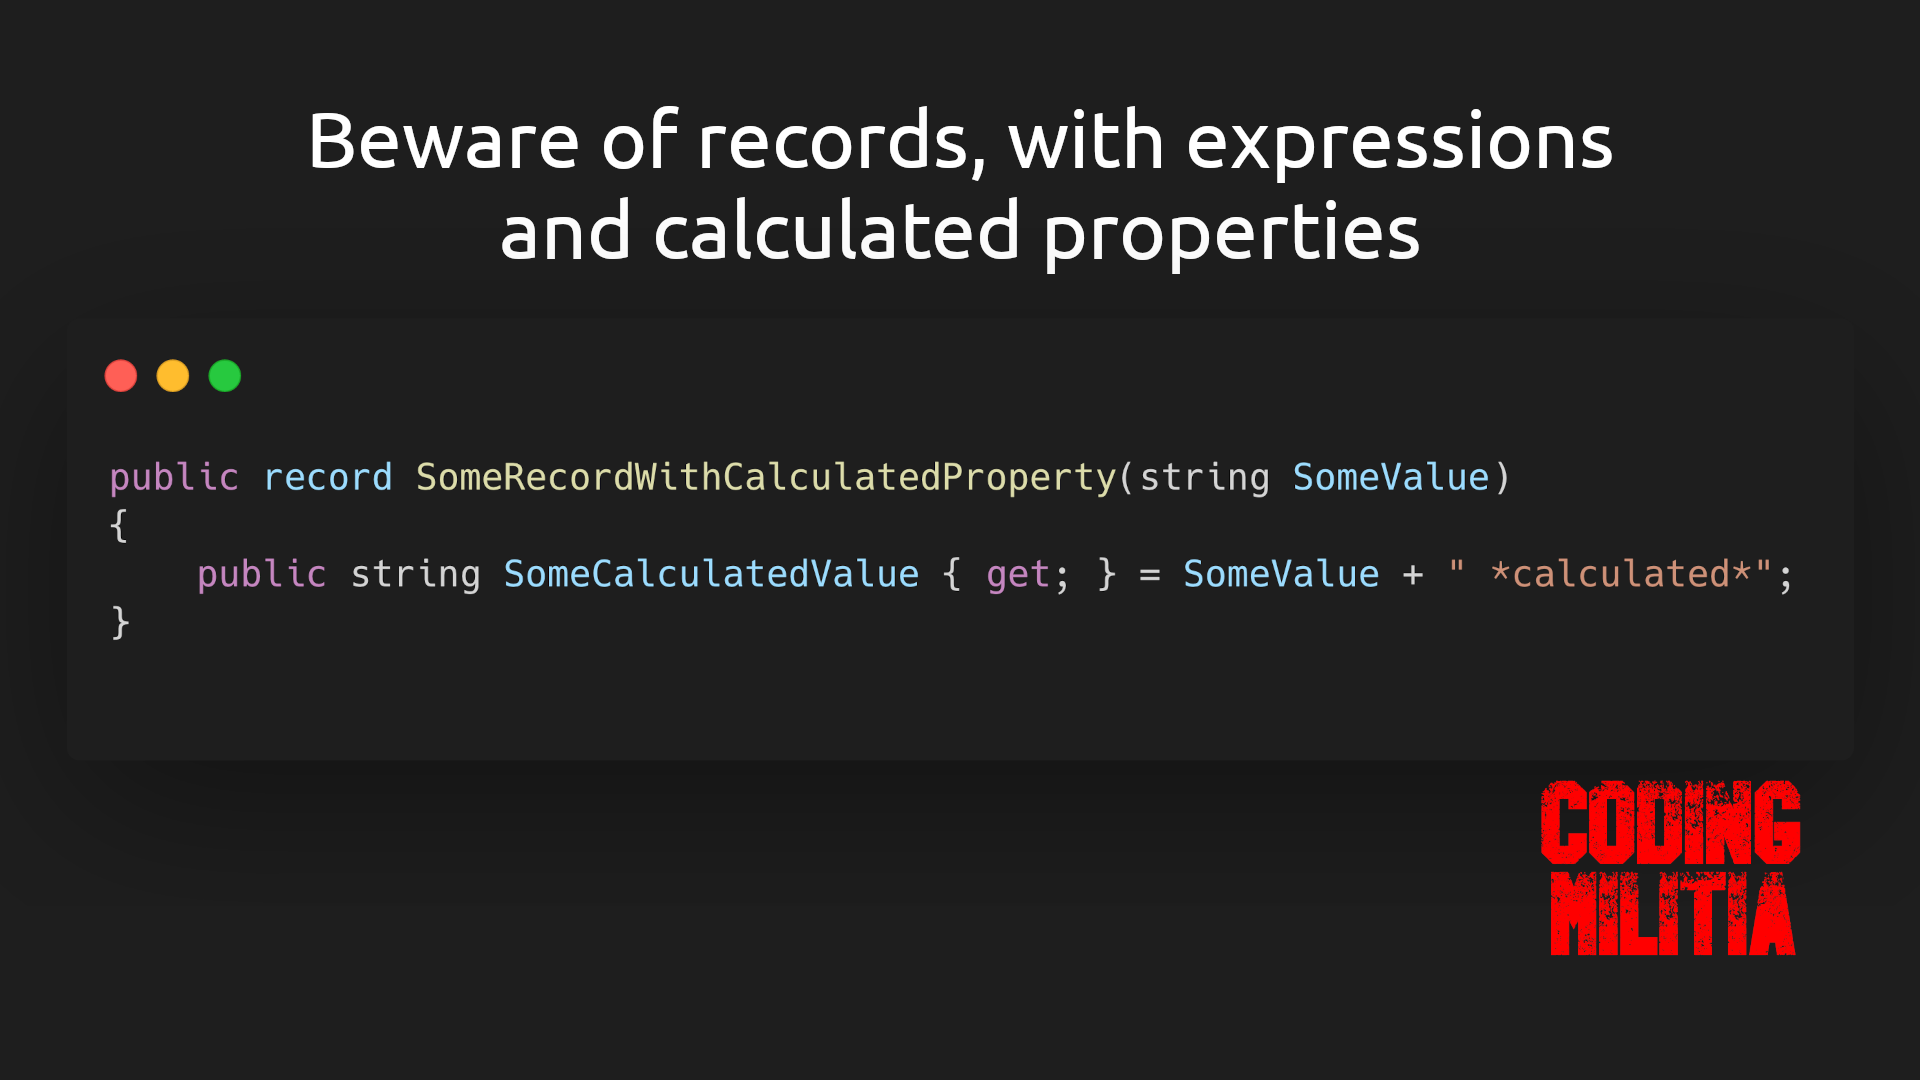 Beware of records, with expressions
and calculated properties
public record SomeRecordWithCalculatedProperty(string SomeValue)
{
    public string SomeCalculatedValue { get; } = SomeValue + " *calculated*";
}
CODING
MILITIA